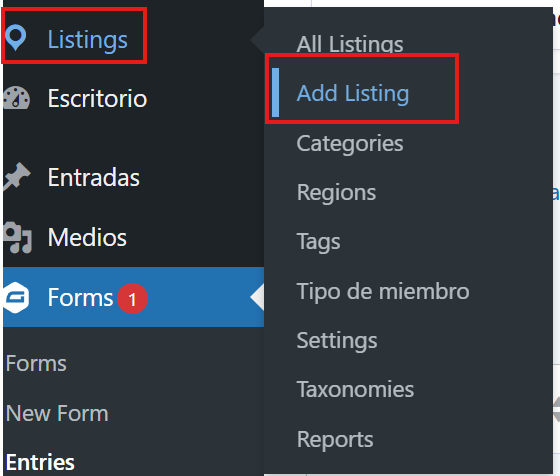 Listings
Escritorio
Entradas
Medios
Forms 1
Forms
New Form
Entries
All Listings
Add Listing
Categories
Regions
Tags
Tipo de miembro
Settings
Taxonomies
Reports